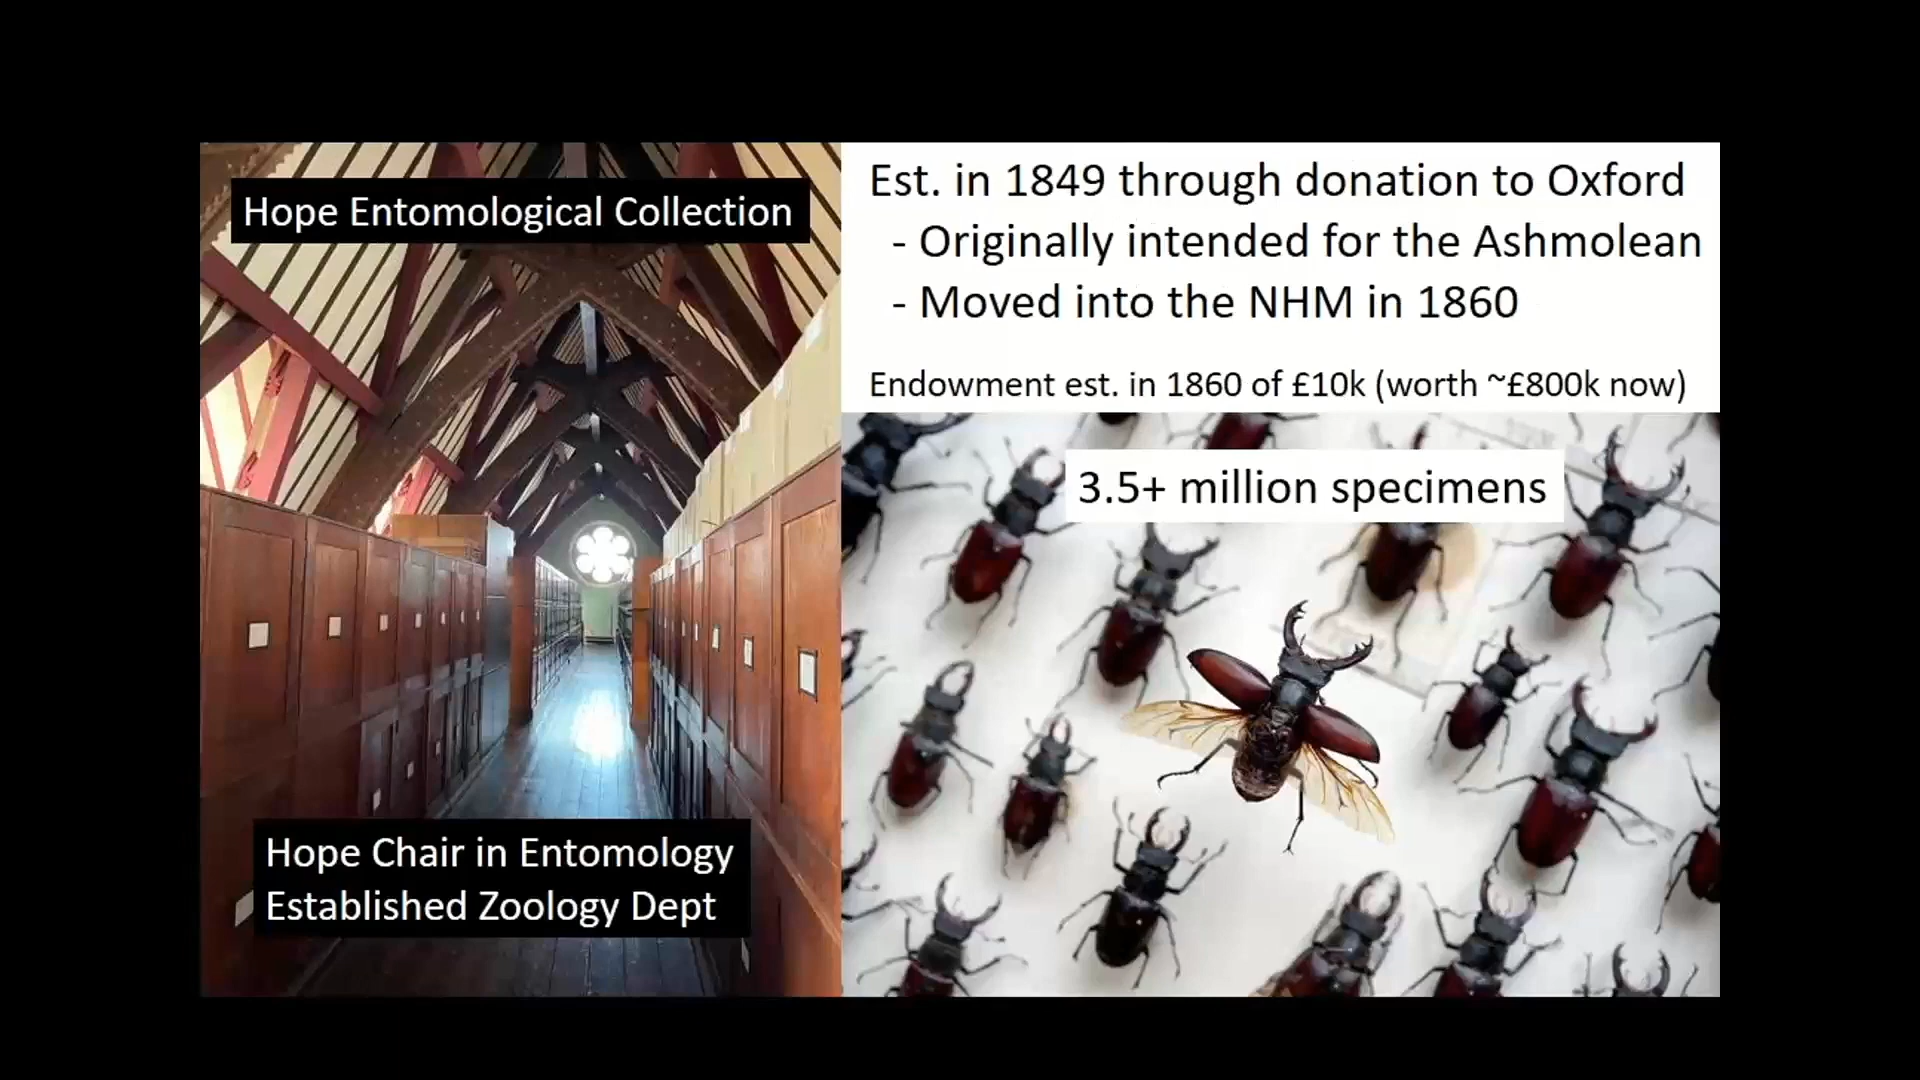 Hope Entomological Collection
Est. in 1849 through donation to Oxford
- Originally intended for the Ashmolean
- Moved into the NHM in 1860
Endowment est. in 1860 of £10k (worth ~£800k now)
3.5+ million specimens
Hope Chair in Entomology
Established Zoology Dept